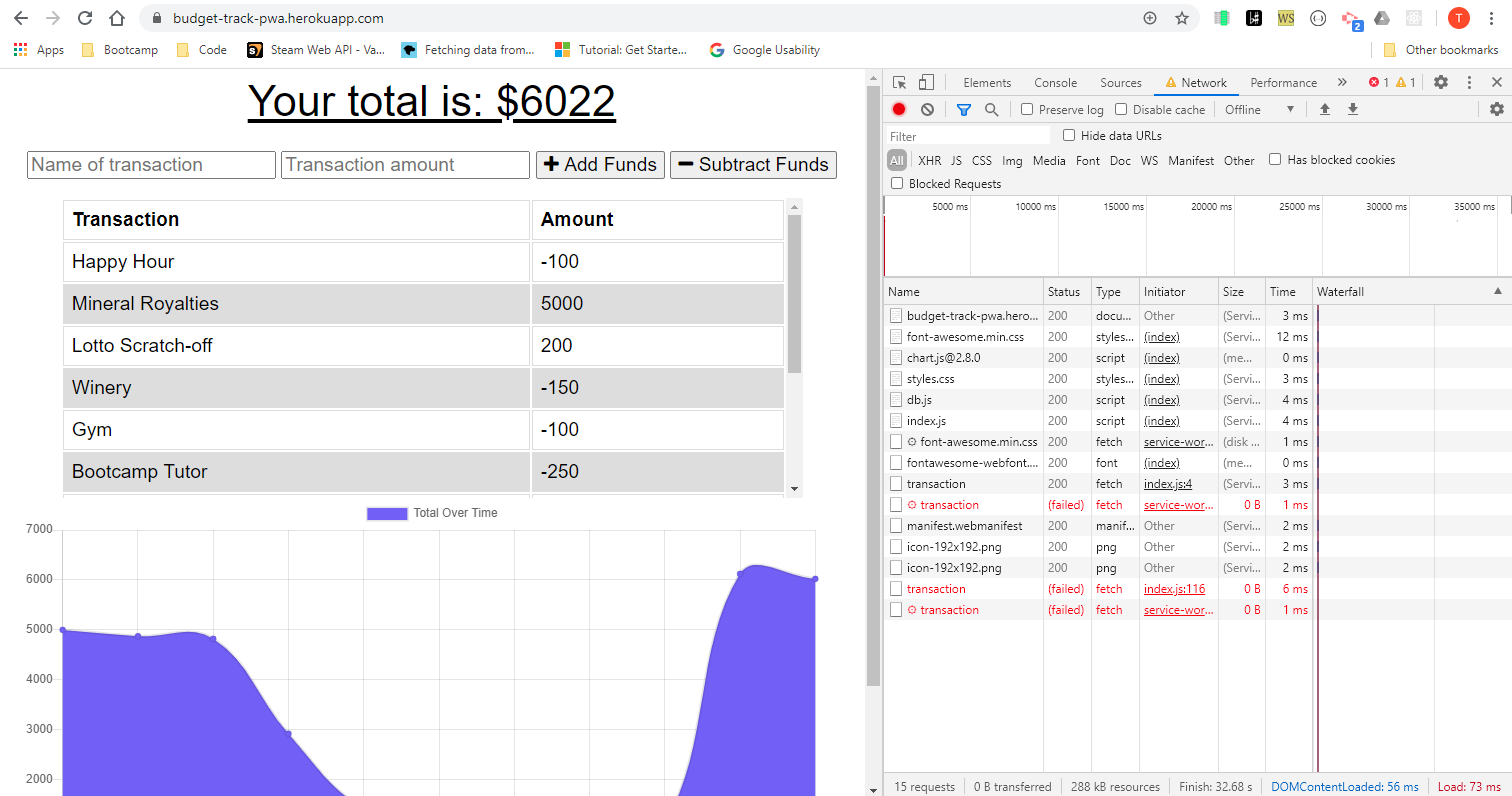 budget-track-pwa.herokuapp.com
T
2
Apps Bootcamp Code Steam Web API - Va... Fetching data from... Tutorial: Get Starte... Google Usability Other bookmarks
Your total is: $6022
Name of transaction Transaction amount Add Funds Subtract Funds
Transaction Amount
Happy Hour -100
Mineral Royalties 5000
Lotto Scratch-off 200
Winery -150
Gym -100
Bootcamp Tutor -250
Total Over Time
7000
6000
5000
4000
3000
2000
Elements Console Sources Network Performance » 1 1
Preserve log Disable cache Offline
Filter Hide data URLs
All XHR JS CSS Img Media Font Doc WS Manifest Other Has blocked cookies
Blocked Requests
5000 ms 10000 ms 15000 ms 20000 ms 25000 ms 30000 ms 35000 ms
Name Status Type Initiator Size Time Waterfall
budget-track-pwa.hero... 200 docu... Other (Servi... 3 ms
font-awesome.min.css 200 styles... (index) (Servi... 12 ms
chart.js@2.8.0 200 script (index) (me... 0 ms
styles.css 200 styles... (index) (Servi... 3 ms
db.js 200 script (index) (Servi... 4 ms
index.js 200 script (index) (Servi... 4 ms
font-awesome.min.css 200 fetch service-wor... (disk ... 1 ms
fontawesome-webfont.... 200 font (index) (me... 0 ms
transaction 200 fetch index.js:4 (Servi... 3 ms
transaction (failed) fetch service-wor... 0 B 1 ms
manifest.webmanifest 200 manif... Other (Servi... 2 ms
icon-192x192.png 200 png Other (Servi... 2 ms
icon-192x192.png 200 png Other (Servi... 2 ms
transaction (failed) fetch index.js:116 0 B 6 ms
transaction (failed) fetch service-wor... 0 B 1 ms
15 requests 0 B transferred 288 kB resources Finish: 32.68 s DOMContentLoaded: 56 ms Load: 73 ms